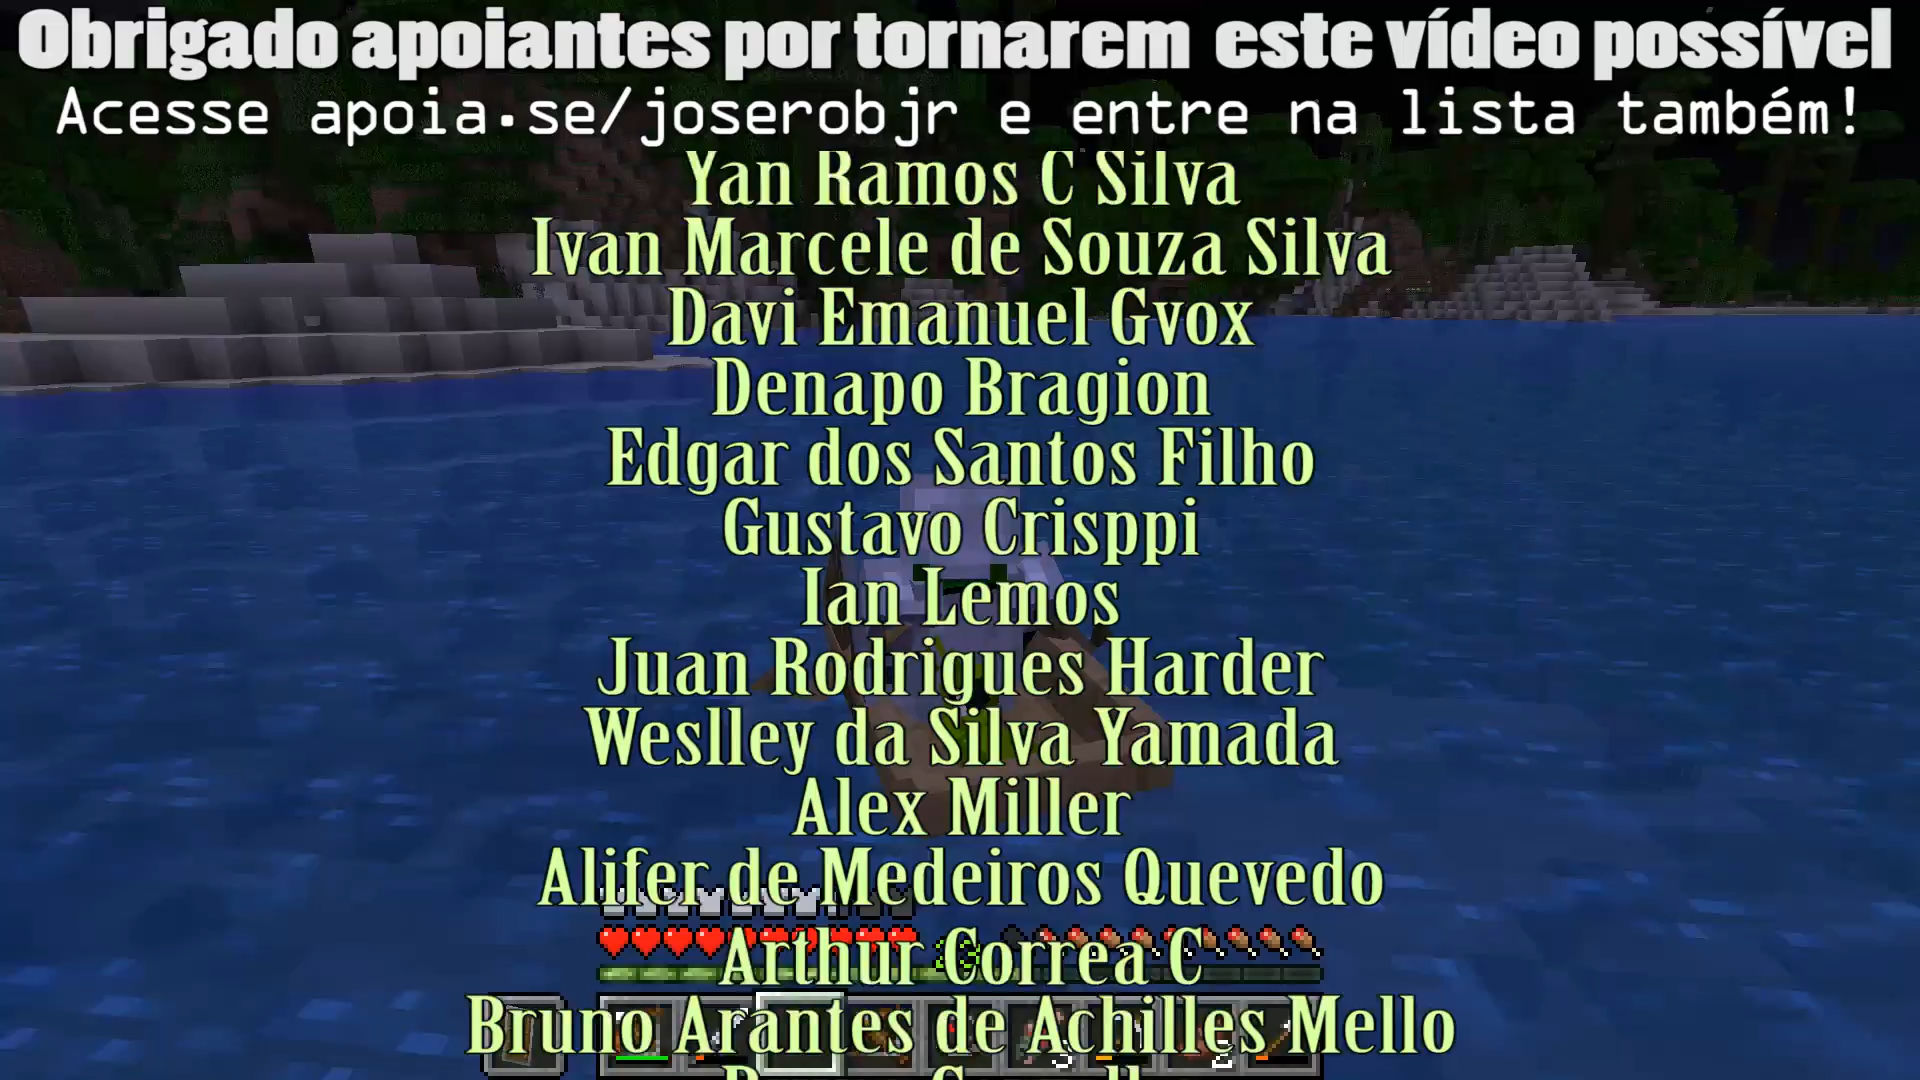 Obrigado apoiantes por tornarem este vídeo possível
Acesse apoia.se/joserobjr e entre na lista também!
Yan Ramos C Silva
Ivan Marcele de Souza Silva
Davi Emanuel Gvox
Denapo Bragion
Edgar dos Santos Filho
Gustavo Crisppi
Ian Lemos
Juan Rodrigues Harder
Weslley da Silva Yamada
Alex Miller
Alifer de Medeiros Quevedo
Arthur Correa C
Bruno Arantes de Achilles Mello